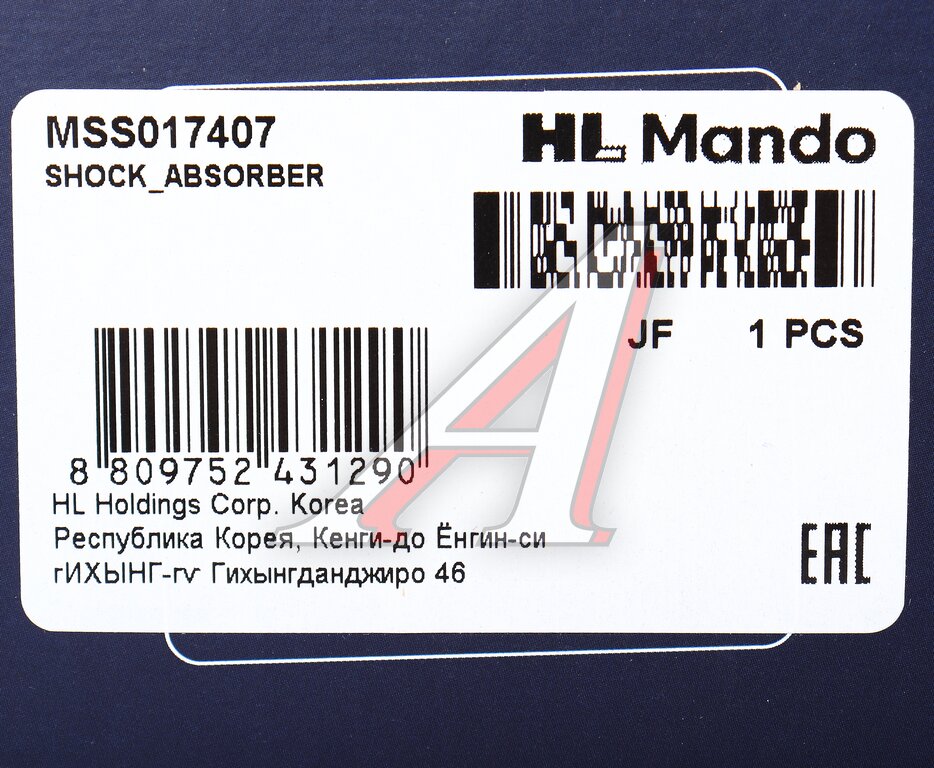 MSS017407
HL Mando
SHOCK_ABSORBER
JF 1 PCS
8 809752 431290
HL Holdings Corp. Korea
Республика Корея, Кенги-до Ёнгин-си
гИХЫНГ-гѵ Гихынгданджиро 46
EAC